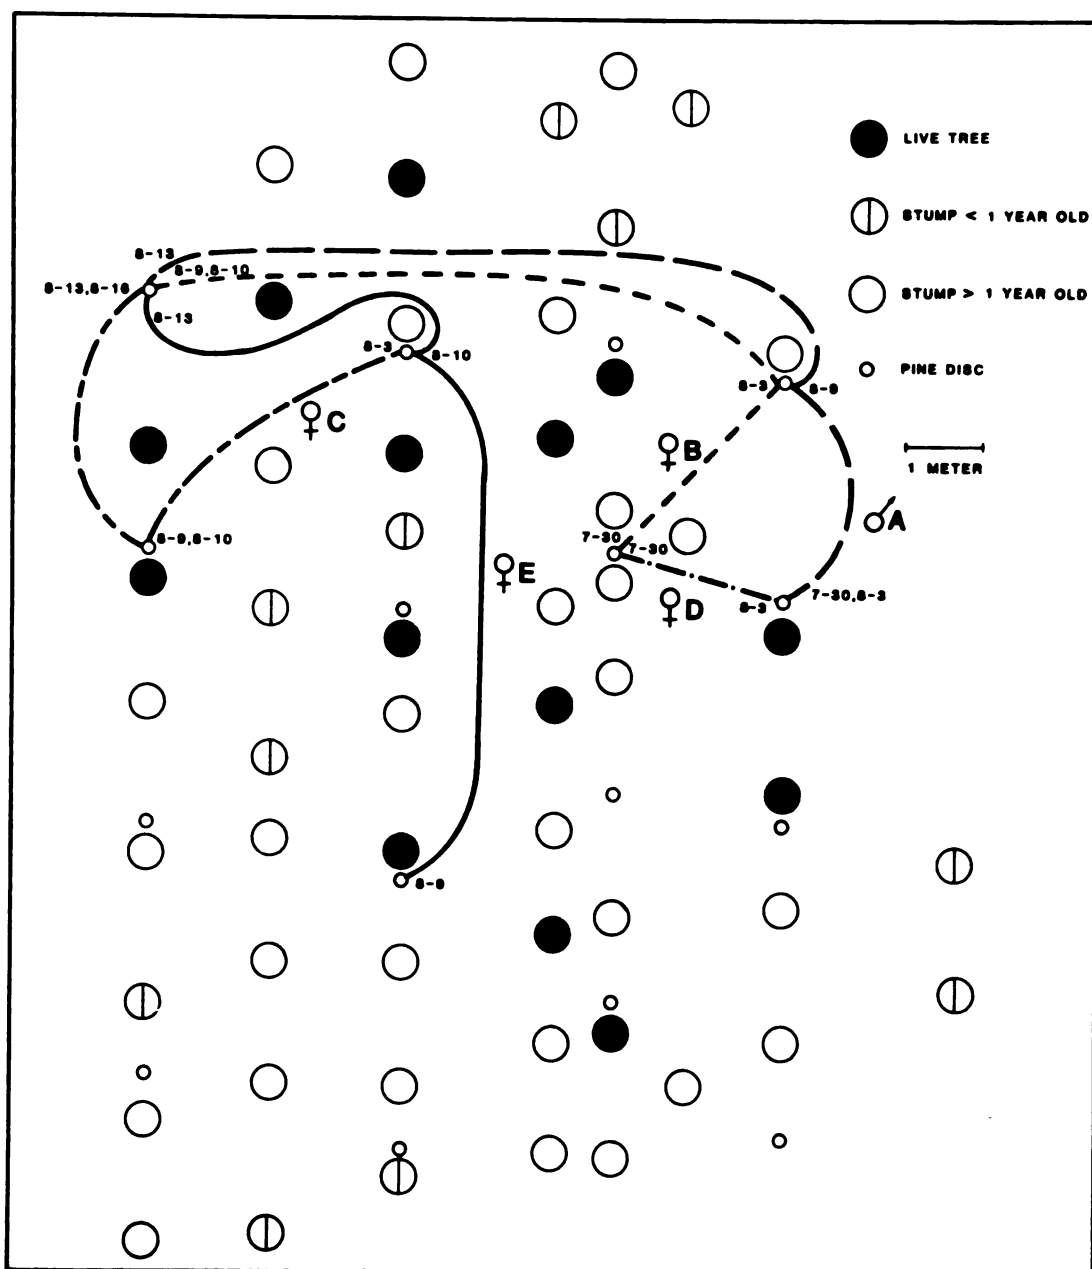 LIVE TREE
STUMP < 1 YEAR OLD
8-13
8-9,8-10
8-13,8-16
STUMP > 1 YEAR OLD
8-13
8-3
8-10
PINE DISC
8-3
8-9
♀C
♀B
1 METER
♂A
8-9,8-10
7-30
7-30
♀E
♀D
8-3
7-30,8-3
8-9